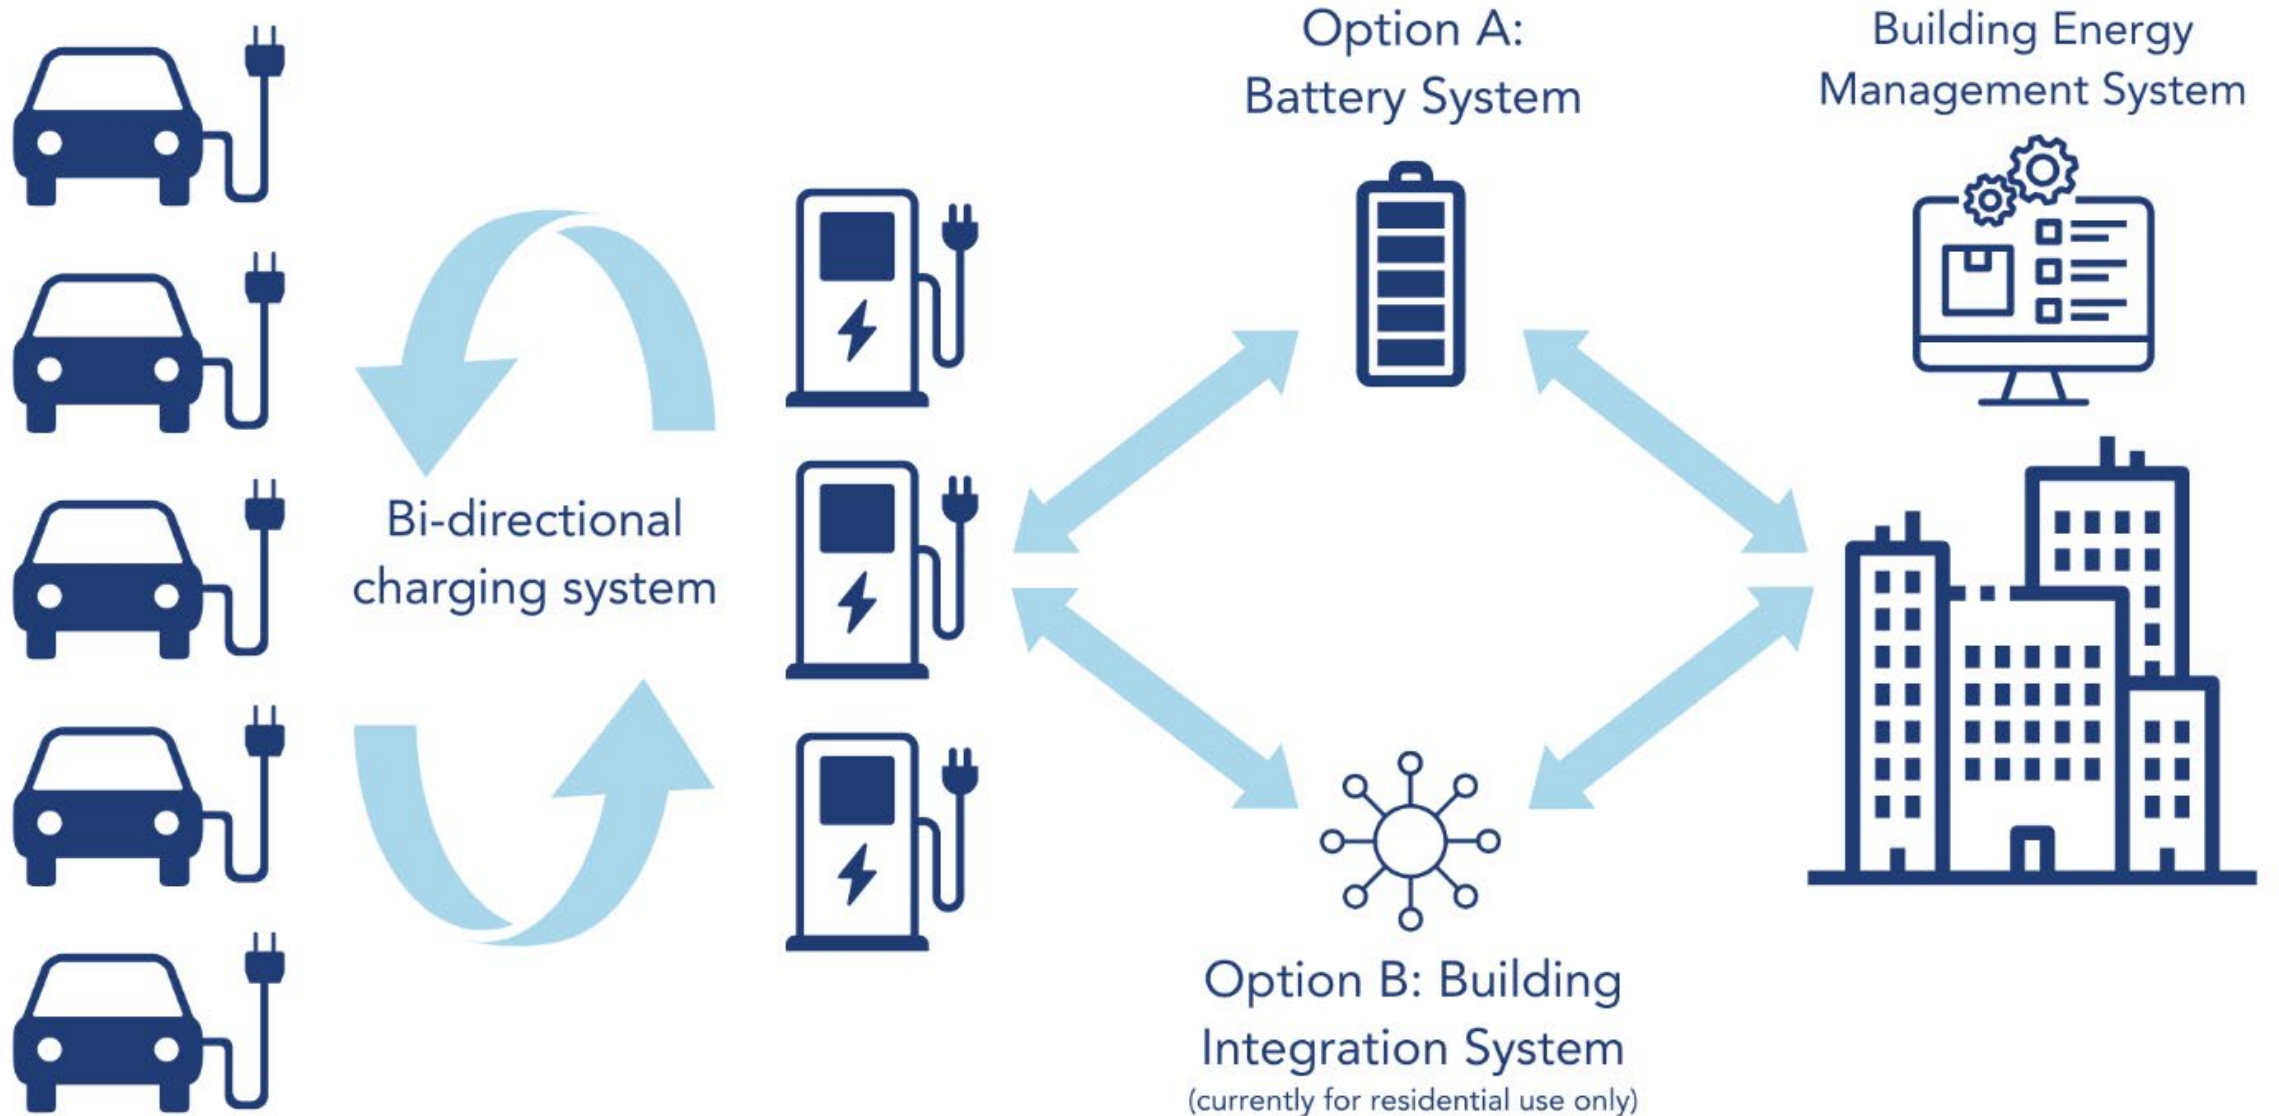 Option A:
Battery System
Building Energy
Management System
Bi-directional
charging system
Option B: Building
Integration System
(currently for residential use only)